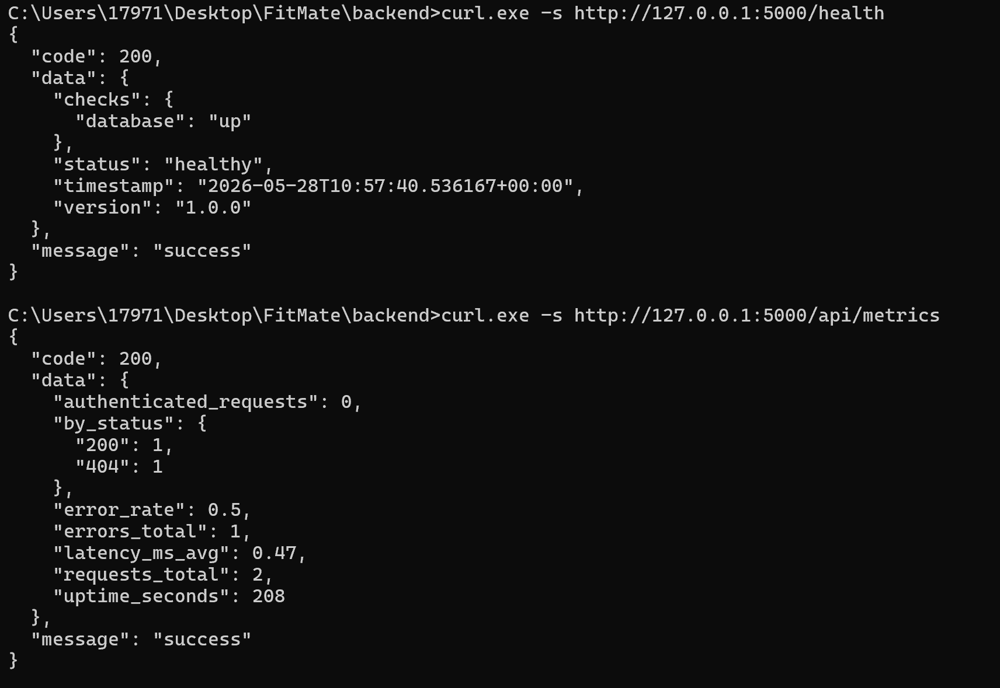 C:\Users\17971\Desktop\FitMate\backend>curl.exe -s http://127.0.0.1:5000/health
{
  "code": 200,
  "data": {
    "checks": {
      "database": "up"
    },
    "status": "healthy",
    "timestamp": "2026-05-28T10:57:40.536167+00:00",
    "version": "1.0.0"
  },
  "message": "success"
}

C:\Users\17971\Desktop\FitMate\backend>curl.exe -s http://127.0.0.1:5000/api/metrics
{
  "code": 200,
  "data": {
    "authenticated_requests": 0,
    "by_status": {
      "200": 1,
      "404": 1
    },
    "error_rate": 0.5,
    "errors_total": 1,
    "latency_ms_avg": 0.47,
    "requests_total": 2,
    "uptime_seconds": 208
  },
  "message": "success"
}